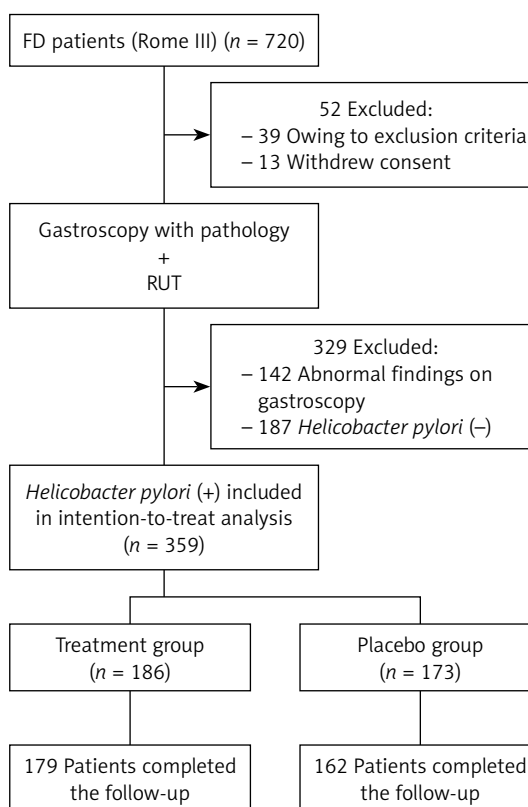 FD patients (Rome III) (n = 720)
52 Excluded:
– 39 Owing to exclusion criteria
– 13 Withdrew consent
Gastroscopy with pathology
+
RUT
329 Excluded:
– 142 Abnormal findings on
gastroscopy
– 187 Helicobacter pylori (–)
Helicobacter pylori (+) included
in intention-to-treat analysis
(n = 359)
Treatment group
(n = 186)
Placebo group
(n = 173)
179 Patients completed
the follow-up
162 Patients completed
the follow-up